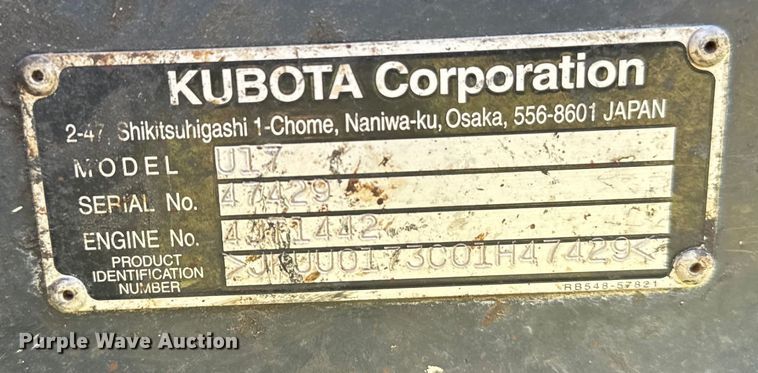 KUBOTA Corporation
2-47, Shikitsuhigashi 1-Chome, Naniwa-ku, Osaka, 556-8601 JAPAN
MODEL U17
SERIAL No. 47429
ENGINE No.
PRODUCT
IDENTIFICATION
NUMBER
RB548-57821
Purple Wave Auction